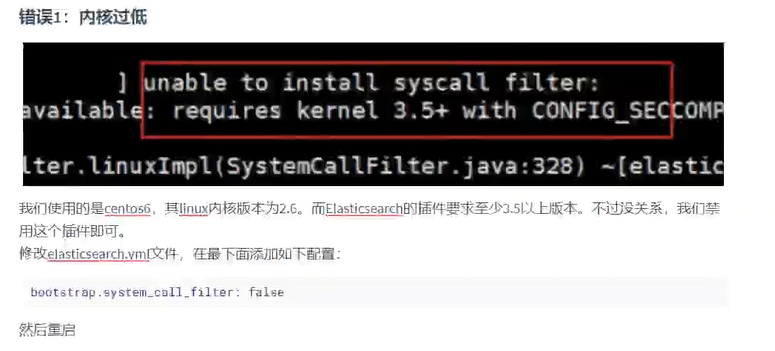 错误1：内核过低
] unable to install syscall filter:
available: requires kernel 3.5+ with CONFIG_SECCOMP
lter.linuxImpl(SystemCallFilter.java:328) ~[elastic
我们使用的是centos6，其linux内核版本为2.6。而Elasticsearch的插件要求至少3.5以上版本。不过没关系，我们禁
用这个插件即可。
修改elasticsearch.yml文件，在最下面添加如下配置：
bootstrap.system_call_filter: false
然后重启